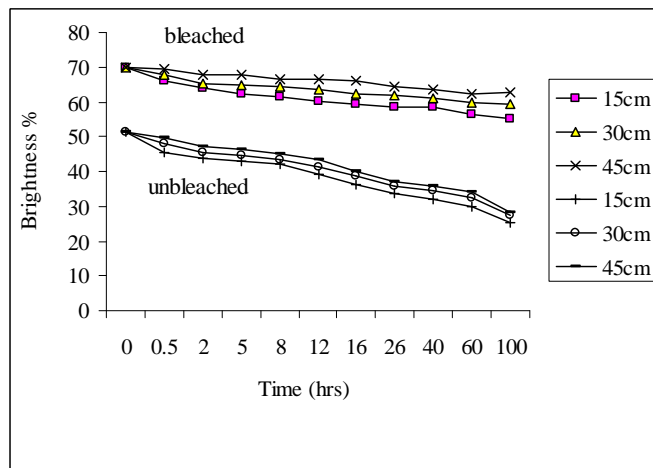 80
70
60
50
40
30
20
10
0
Brightness %
bleached
unbleached
0 0.5 2 5 8 12 16 26 40 60 100
Time (hrs)
15cm
30cm
45cm
15cm
30cm
45cm